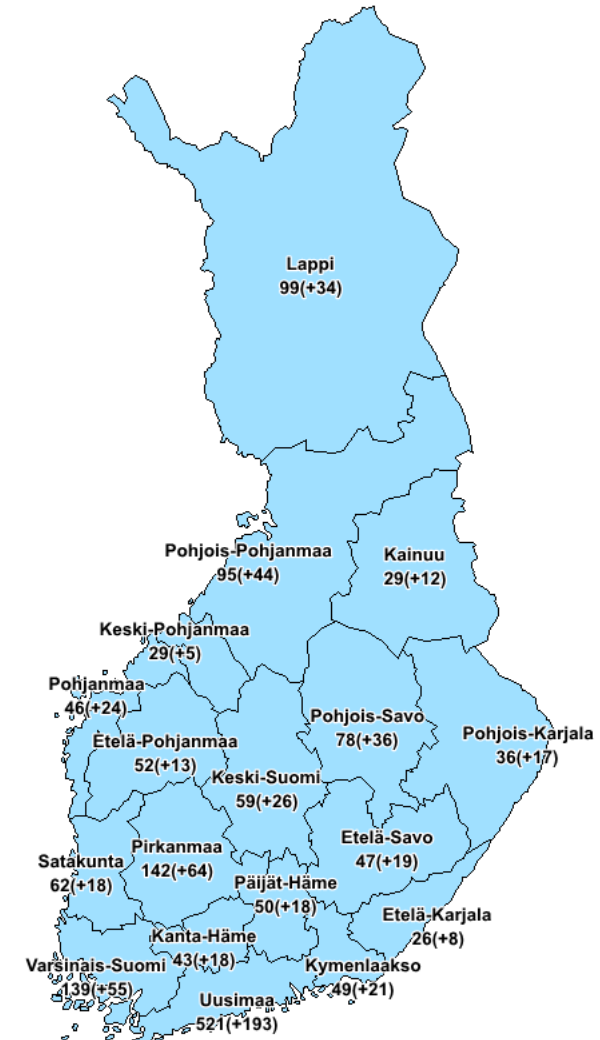 Lappi
99(+34)
Pohjois-Pohjanmaa
95(+44)
Kainuu
29(+12)
Keski-Pohjanmaa
29(+5)
Pohjanmaa
46(+24)
Etelä-Pohjanmaa
52(+13)
Pohjois-Savo
78(+36)
Pohjois-Karjala
36(+17)
Keski-Suomi
59(+26)
Etelä-Savo
47(+19)
Pirkanmaa
142(+64)
Satakunta
62(+18)
Päijät-Häme
50(+18)
Etelä-Karjala
26(+8)
Kanta-Häme
43(+18)
Varsinais-Suomi
139(+55)
Kymenlaakso
49(+21)
Uusimaa
521(+193)